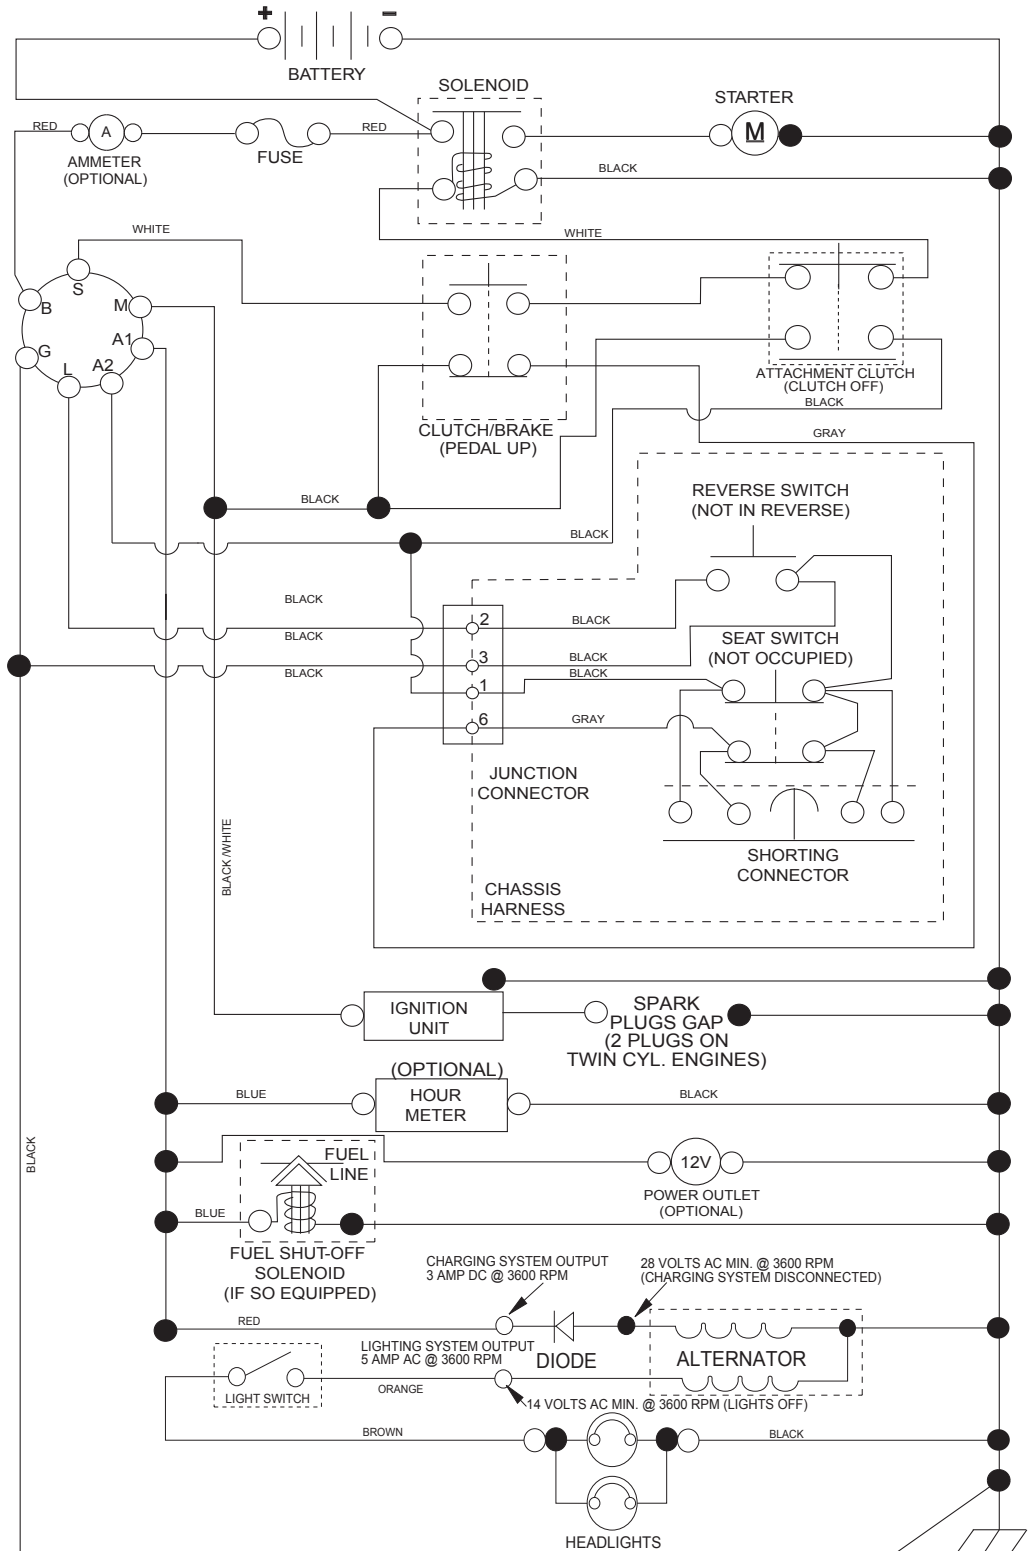 + −
BATTERY
SOLENOID
STARTER
RED
A
AMMETER
(OPTIONAL)
FUSE
RED
M
BLACK
WHITE
WHITE
S
B
M
G
A1
L
A2
CLUTCH/BRAKE
(PEDAL UP)
ATTACHMENT CLUTCH
(CLUTCH OFF)
BLACK
GRAY
BLACK
REVERSE SWITCH
(NOT IN REVERSE)
BLACK
BLACK
2
BLACK
BLACK
SEAT SWITCH
(NOT OCCUPIED)
3
BLACK
BLACK
BLACK
1
6
GRAY
JUNCTION
CONNECTOR
SHORTING
CONNECTOR
CHASSIS
HARNESS
BLACK/WHITE
IGNITION
UNIT
SPARK
PLUGS GAP
(2 PLUGS ON
TWIN CYL. ENGINES)
(OPTIONAL)
HOUR
METER
BLUE
BLACK
BLACK
FUEL
LINE
12V
POWER OUTLET
(OPTIONAL)
BLUE
FUEL SHUT-OFF
SOLENOID
(IF SO EQUIPPED)
CHARGING SYSTEM OUTPUT
3 AMP DC @ 3600 RPM
28 VOLTS AC MIN. @ 3600 RPM
(CHARGING SYSTEM DISCONNECTED)
RED
LIGHTING SYSTEM OUTPUT
5 AMP AC @ 3600 RPM
DIODE
ALTERNATOR
LIGHT SWITCH
ORANGE
14 VOLTS AC MIN. @ 3600 RPM (LIGHTS OFF)
BROWN
BLACK
HEADLIGHTS